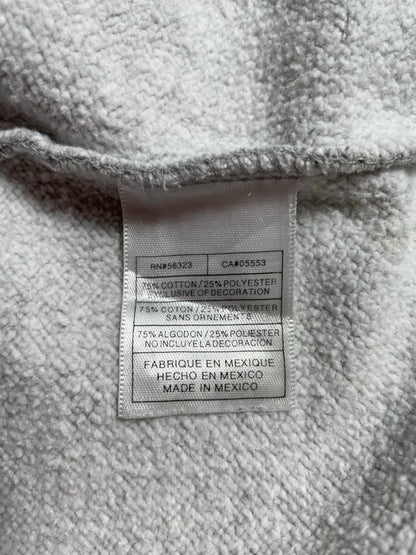 RN#56323 CA#05553
75% COTTON/25% POLYESTER
EXCLUSIVE OF DECORATION
75% COTON/25% POLYESTER
SANS ORNEMENTS
75% ALGODON/25% POLIESTER
NO INCLUYE LA DECORACION
FABRIQUE EN MEXIQUE
HECHO EN MEXICO
MADE IN MEXICO